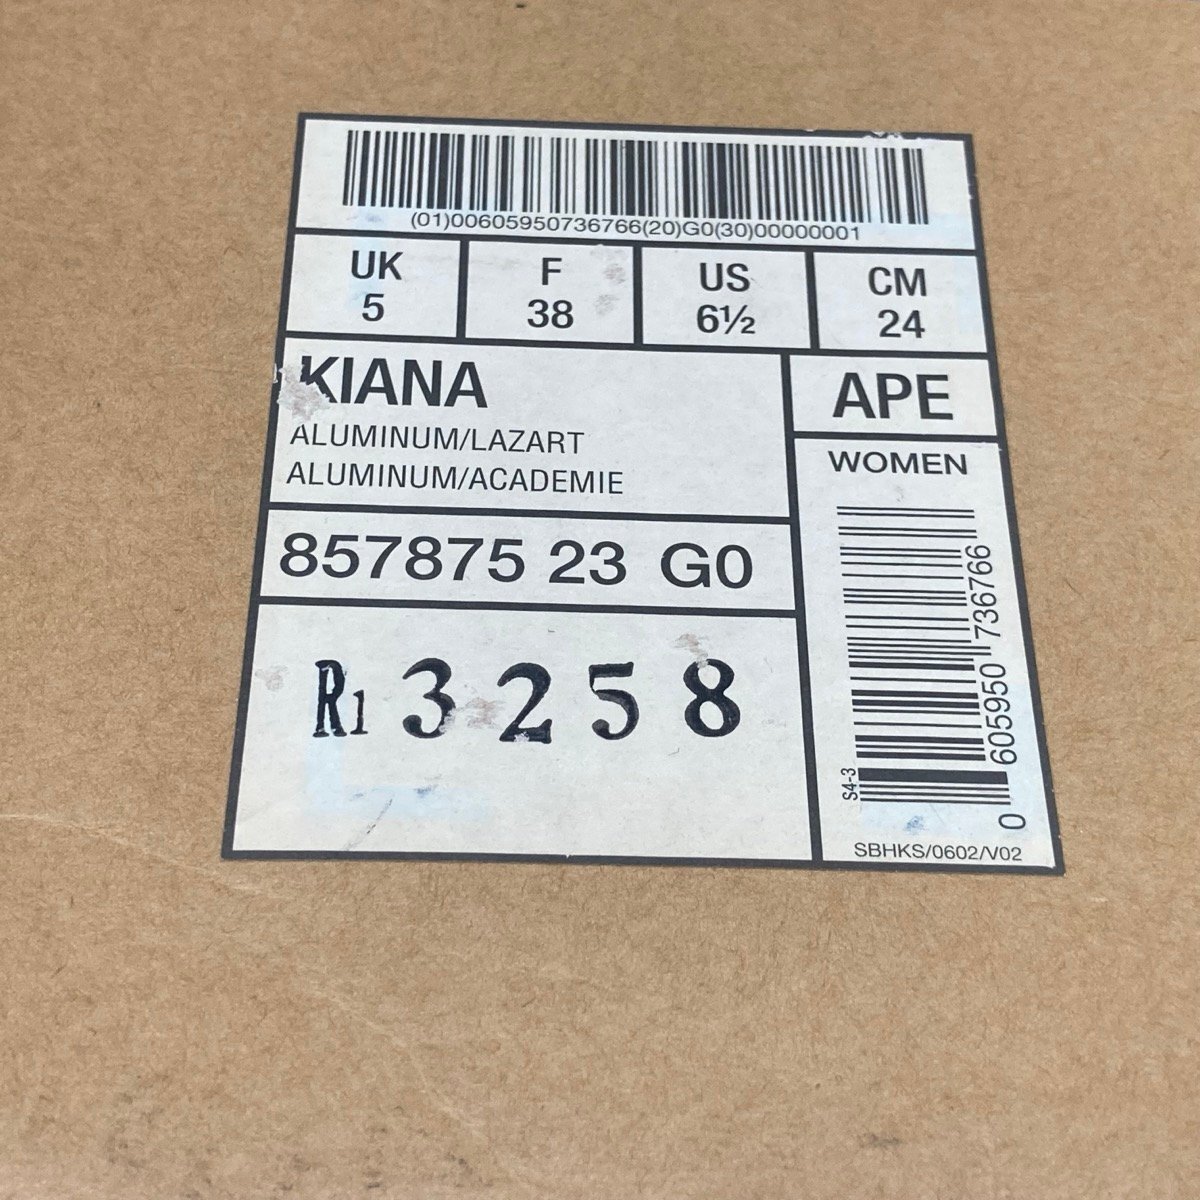 (01)00605950736766(20)G0(30)00000001
UK
5
F
38
US
6½
CM
24
KIANA
ALUMINUM/LAZART
ALUMINUM/ACADEMIE
APE
WOMEN
857875 23 G0
R1 3258
0 605950 736766
S4-3
SBHKS/0602/V02